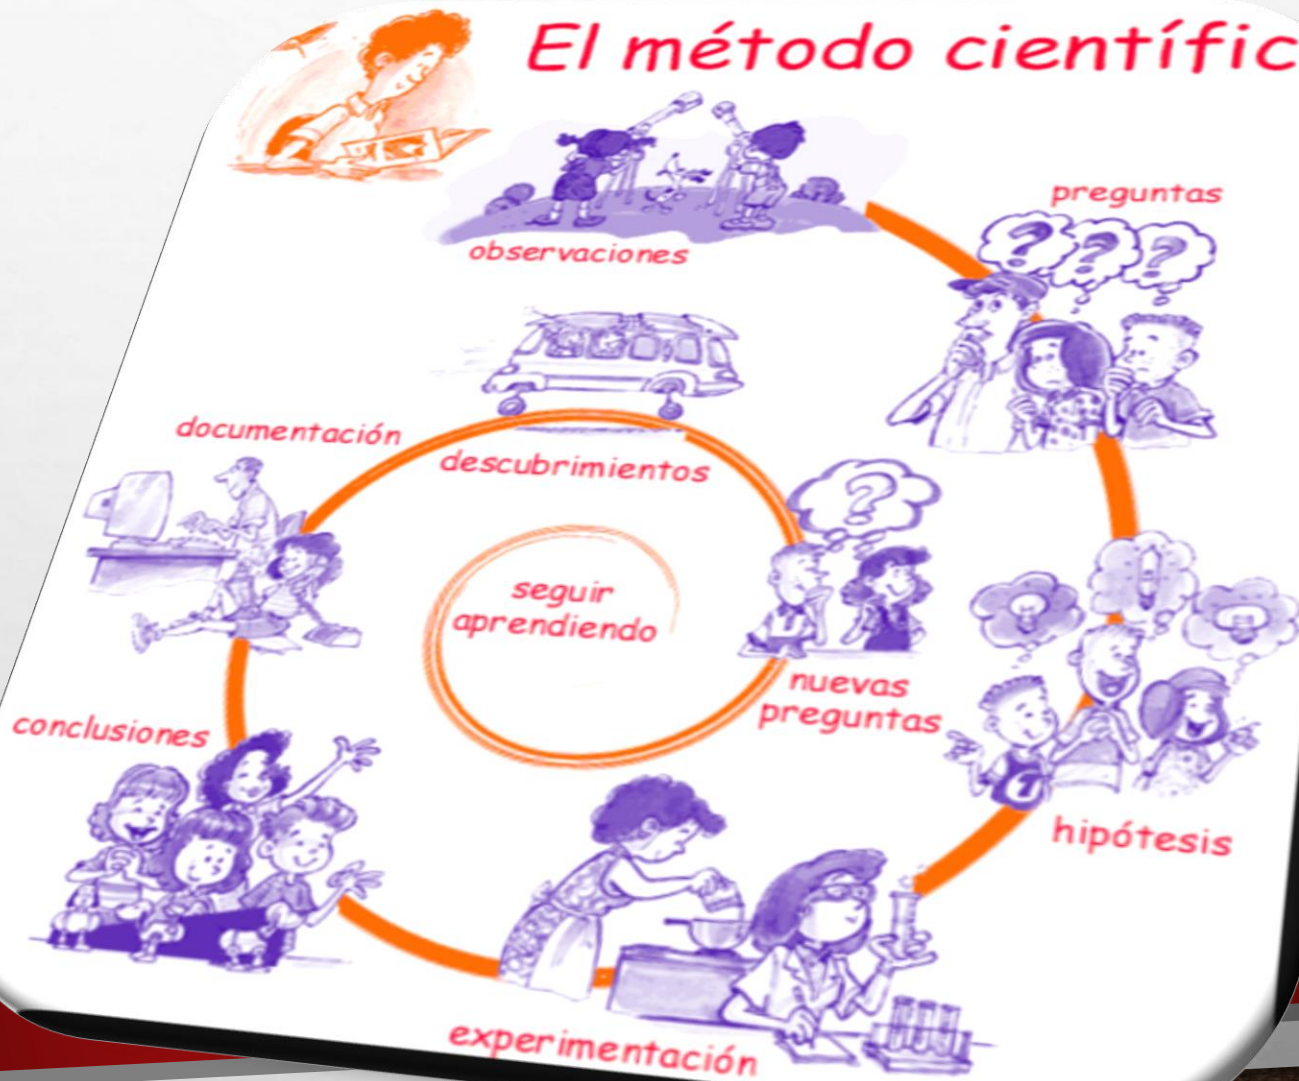 El método científic
observaciones
preguntas
? ? ?
hipótesis
experimentación
conclusiones
documentación
descubrimientos
?
nuevas
preguntas
seguir
aprendiendo